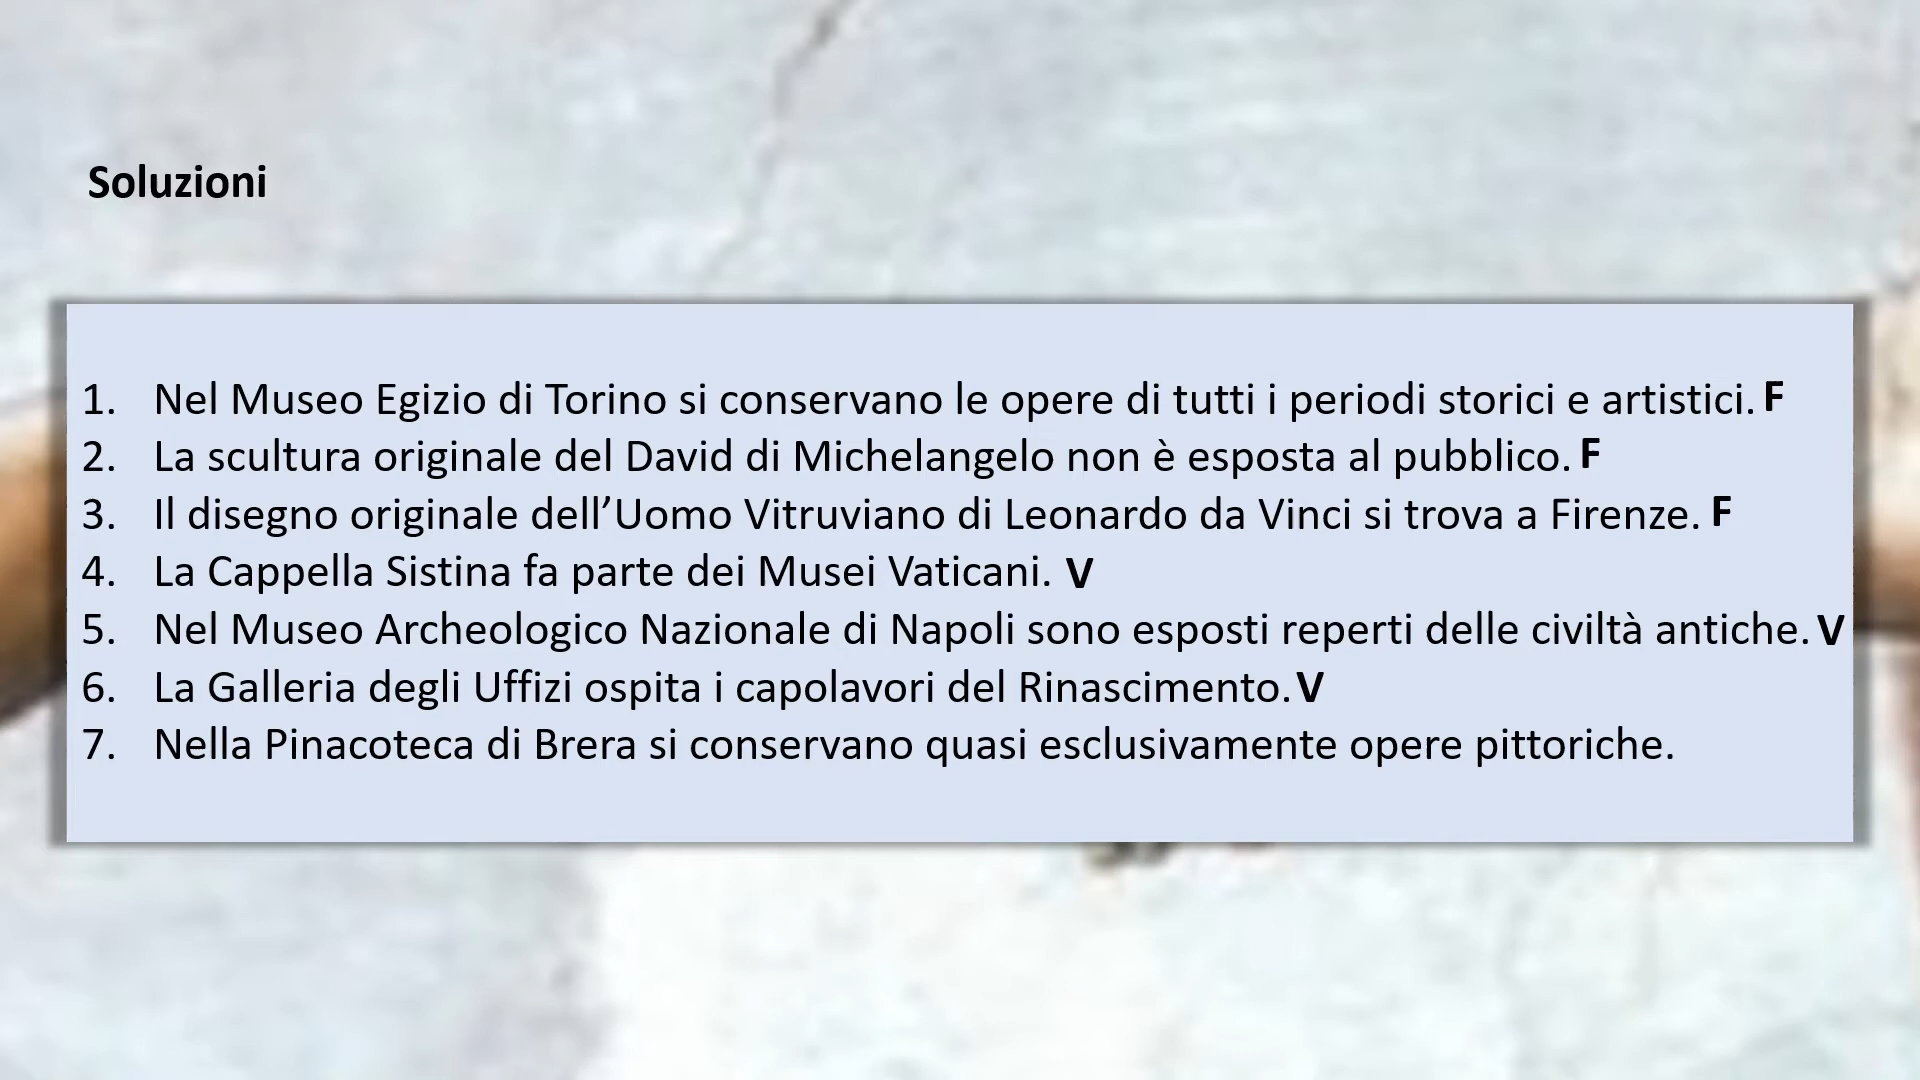 Soluzioni
1. Nel Museo Egizio di Torino si conservano le opere di tutti i periodi storici e artistici. F
2. La scultura originale del David di Michelangelo non è esposta al pubblico. F
3. Il disegno originale dell’Uomo Vitruviano di Leonardo da Vinci si trova a Firenze. F
4. La Cappella Sistina fa parte dei Musei Vaticani. V
5. Nel Museo Archeologico Nazionale di Napoli sono esposti reperti delle civiltà antiche. V
6. La Galleria degli Uffizi ospita i capolavori del Rinascimento. V
7. Nella Pinacoteca di Brera si conservano quasi esclusivamente opere pittoriche.